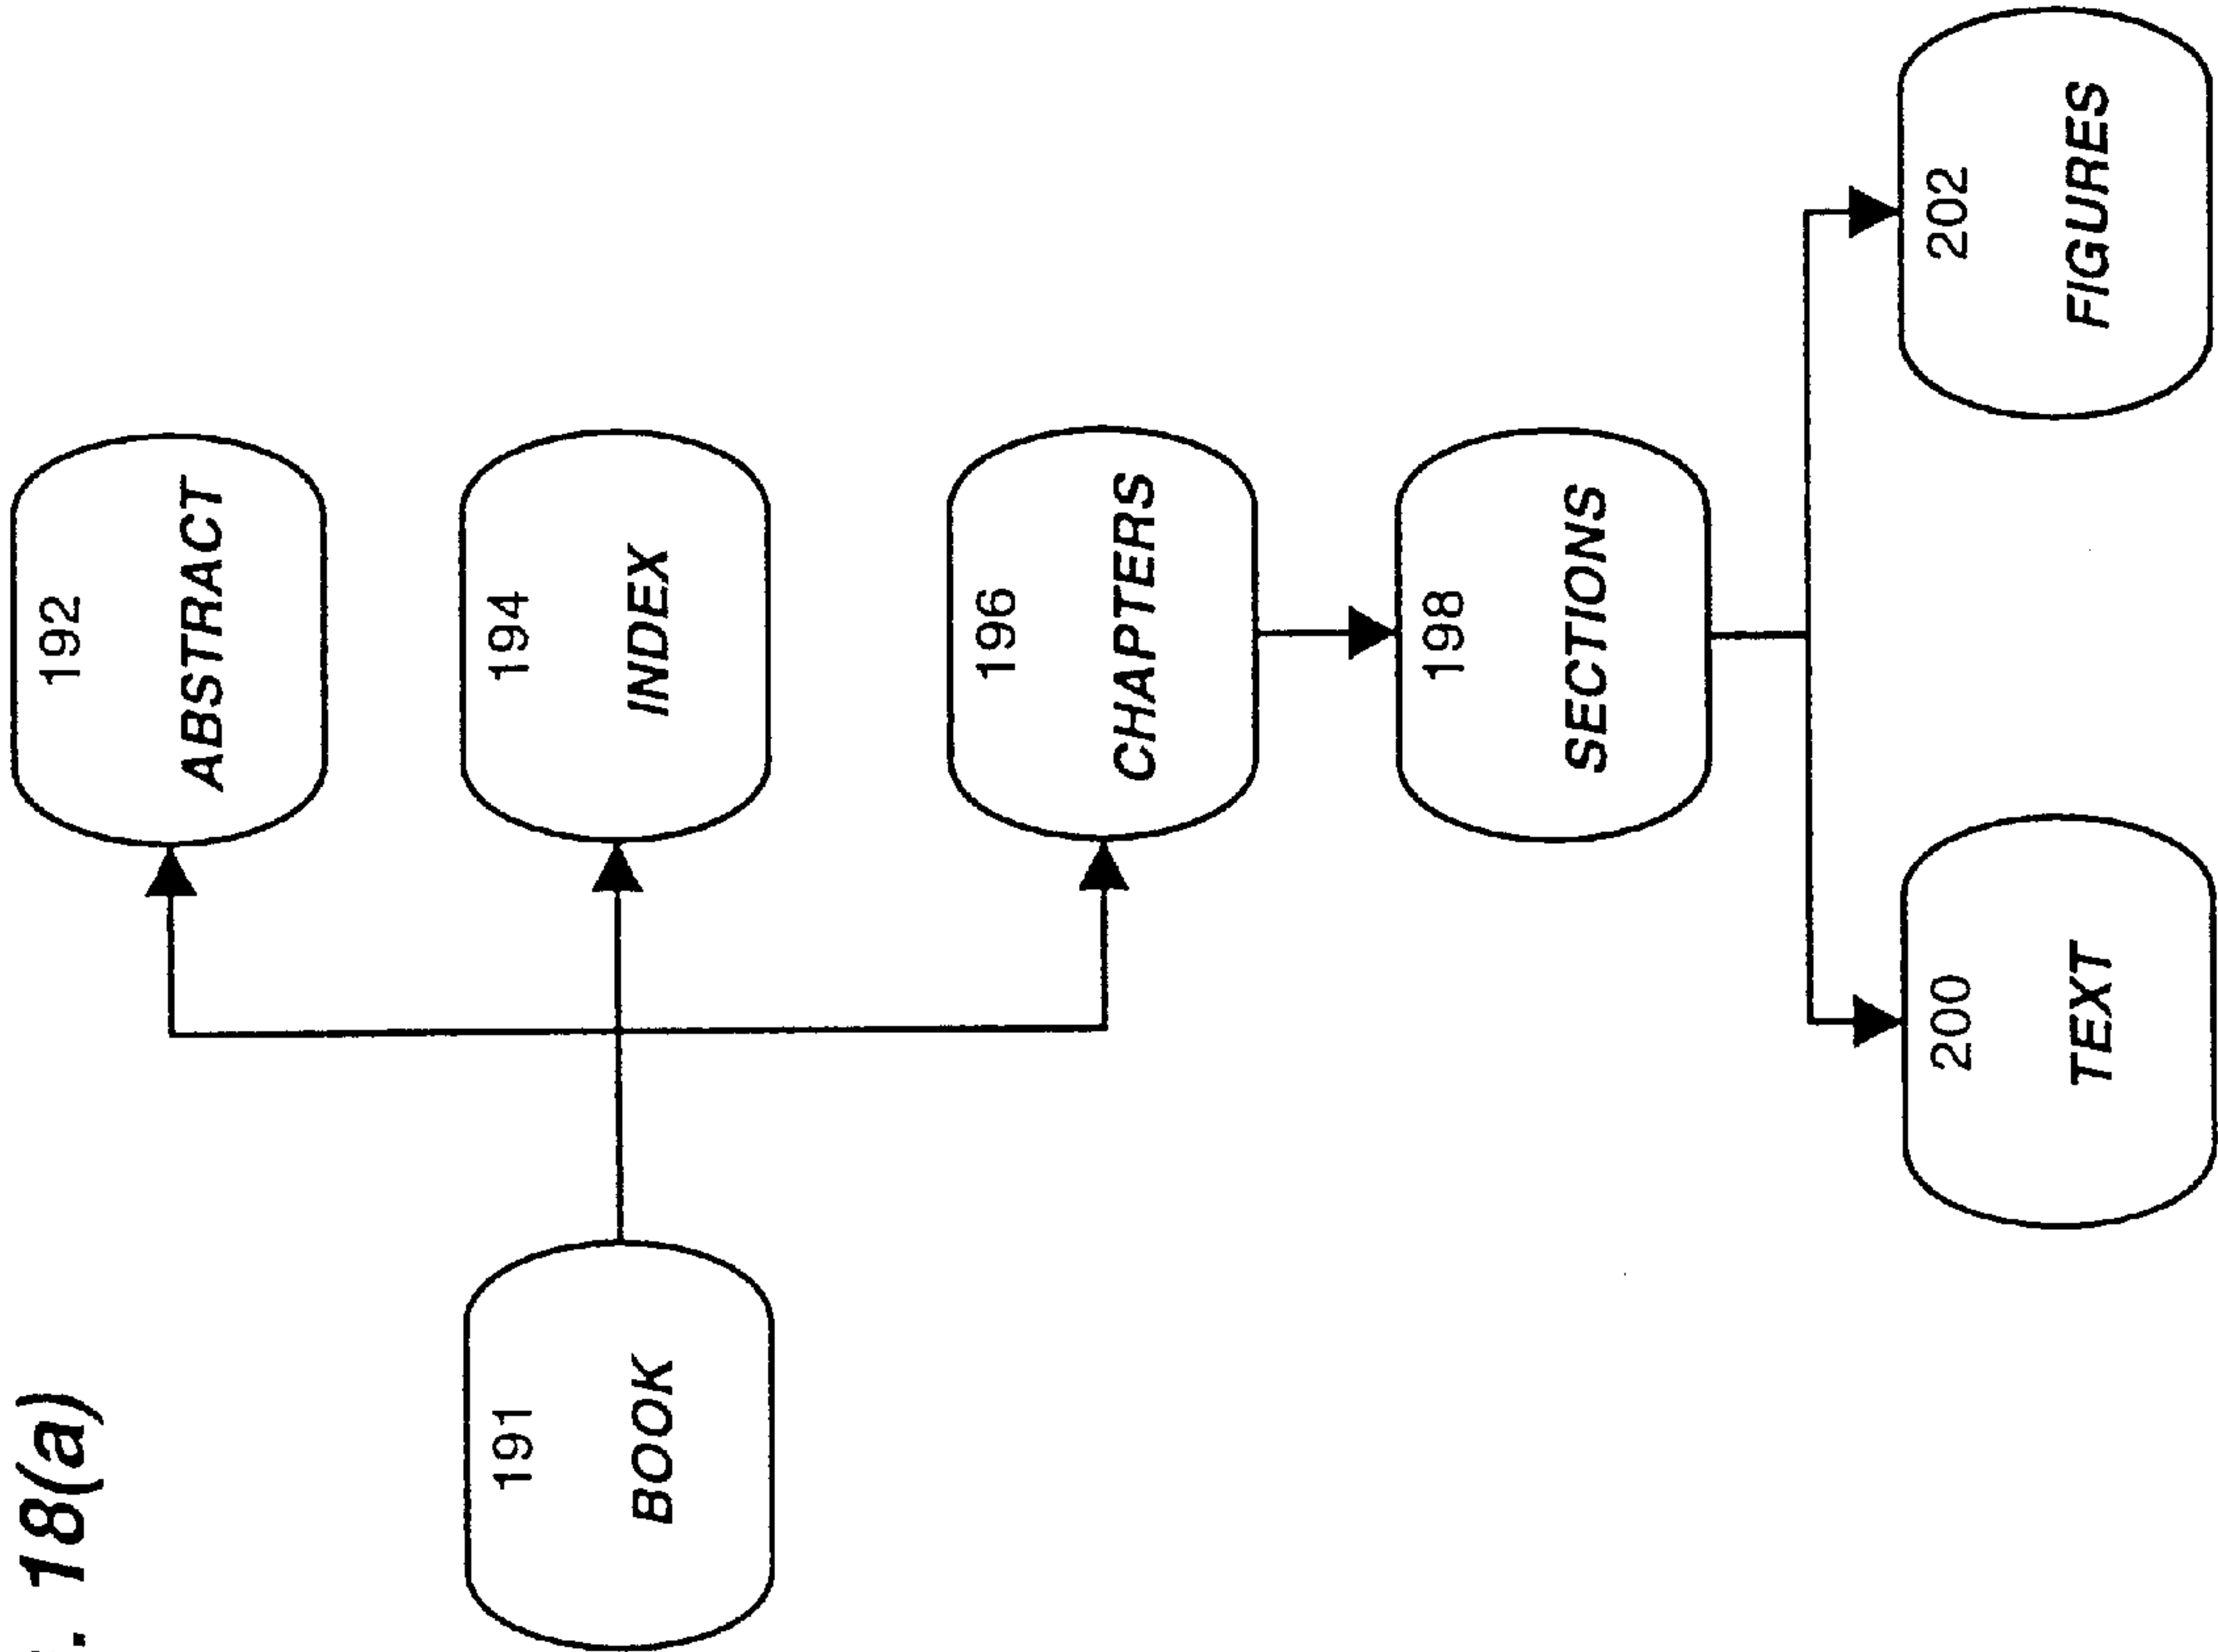 . 18(a)
192
ABSTRACT
191
BOOK
194
INDEX
196
CHAPTERS
198
SECTIONS
200
TEXT
202
FIGURES